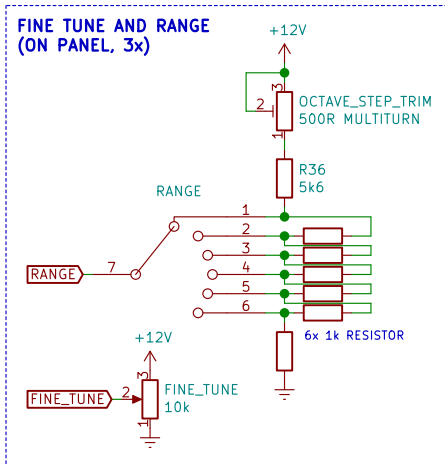 FINE TUNE AND RANGE
(ON PANEL, 3x)
+12V
3
2
OCTAVE_STEP_TRIM
500R MULTITURN
1
R36
5k6
RANGE
1
2
3
RANGE
7
4
5
6
6x 1k RESISTOR
+12V
3
FINE_TUNE
2
FINE_TUNE
10k
1